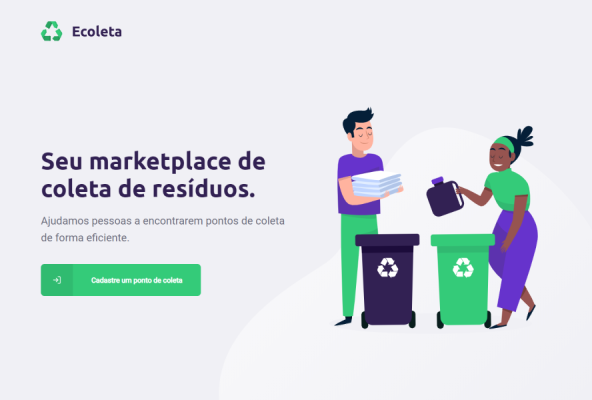 Ecoleta
Seu marketplace de
coleta de resíduos.
Ajudamos pessoas a encontrarem pontos de coleta
de forma eficiente.
Cadastre um ponto de coleta